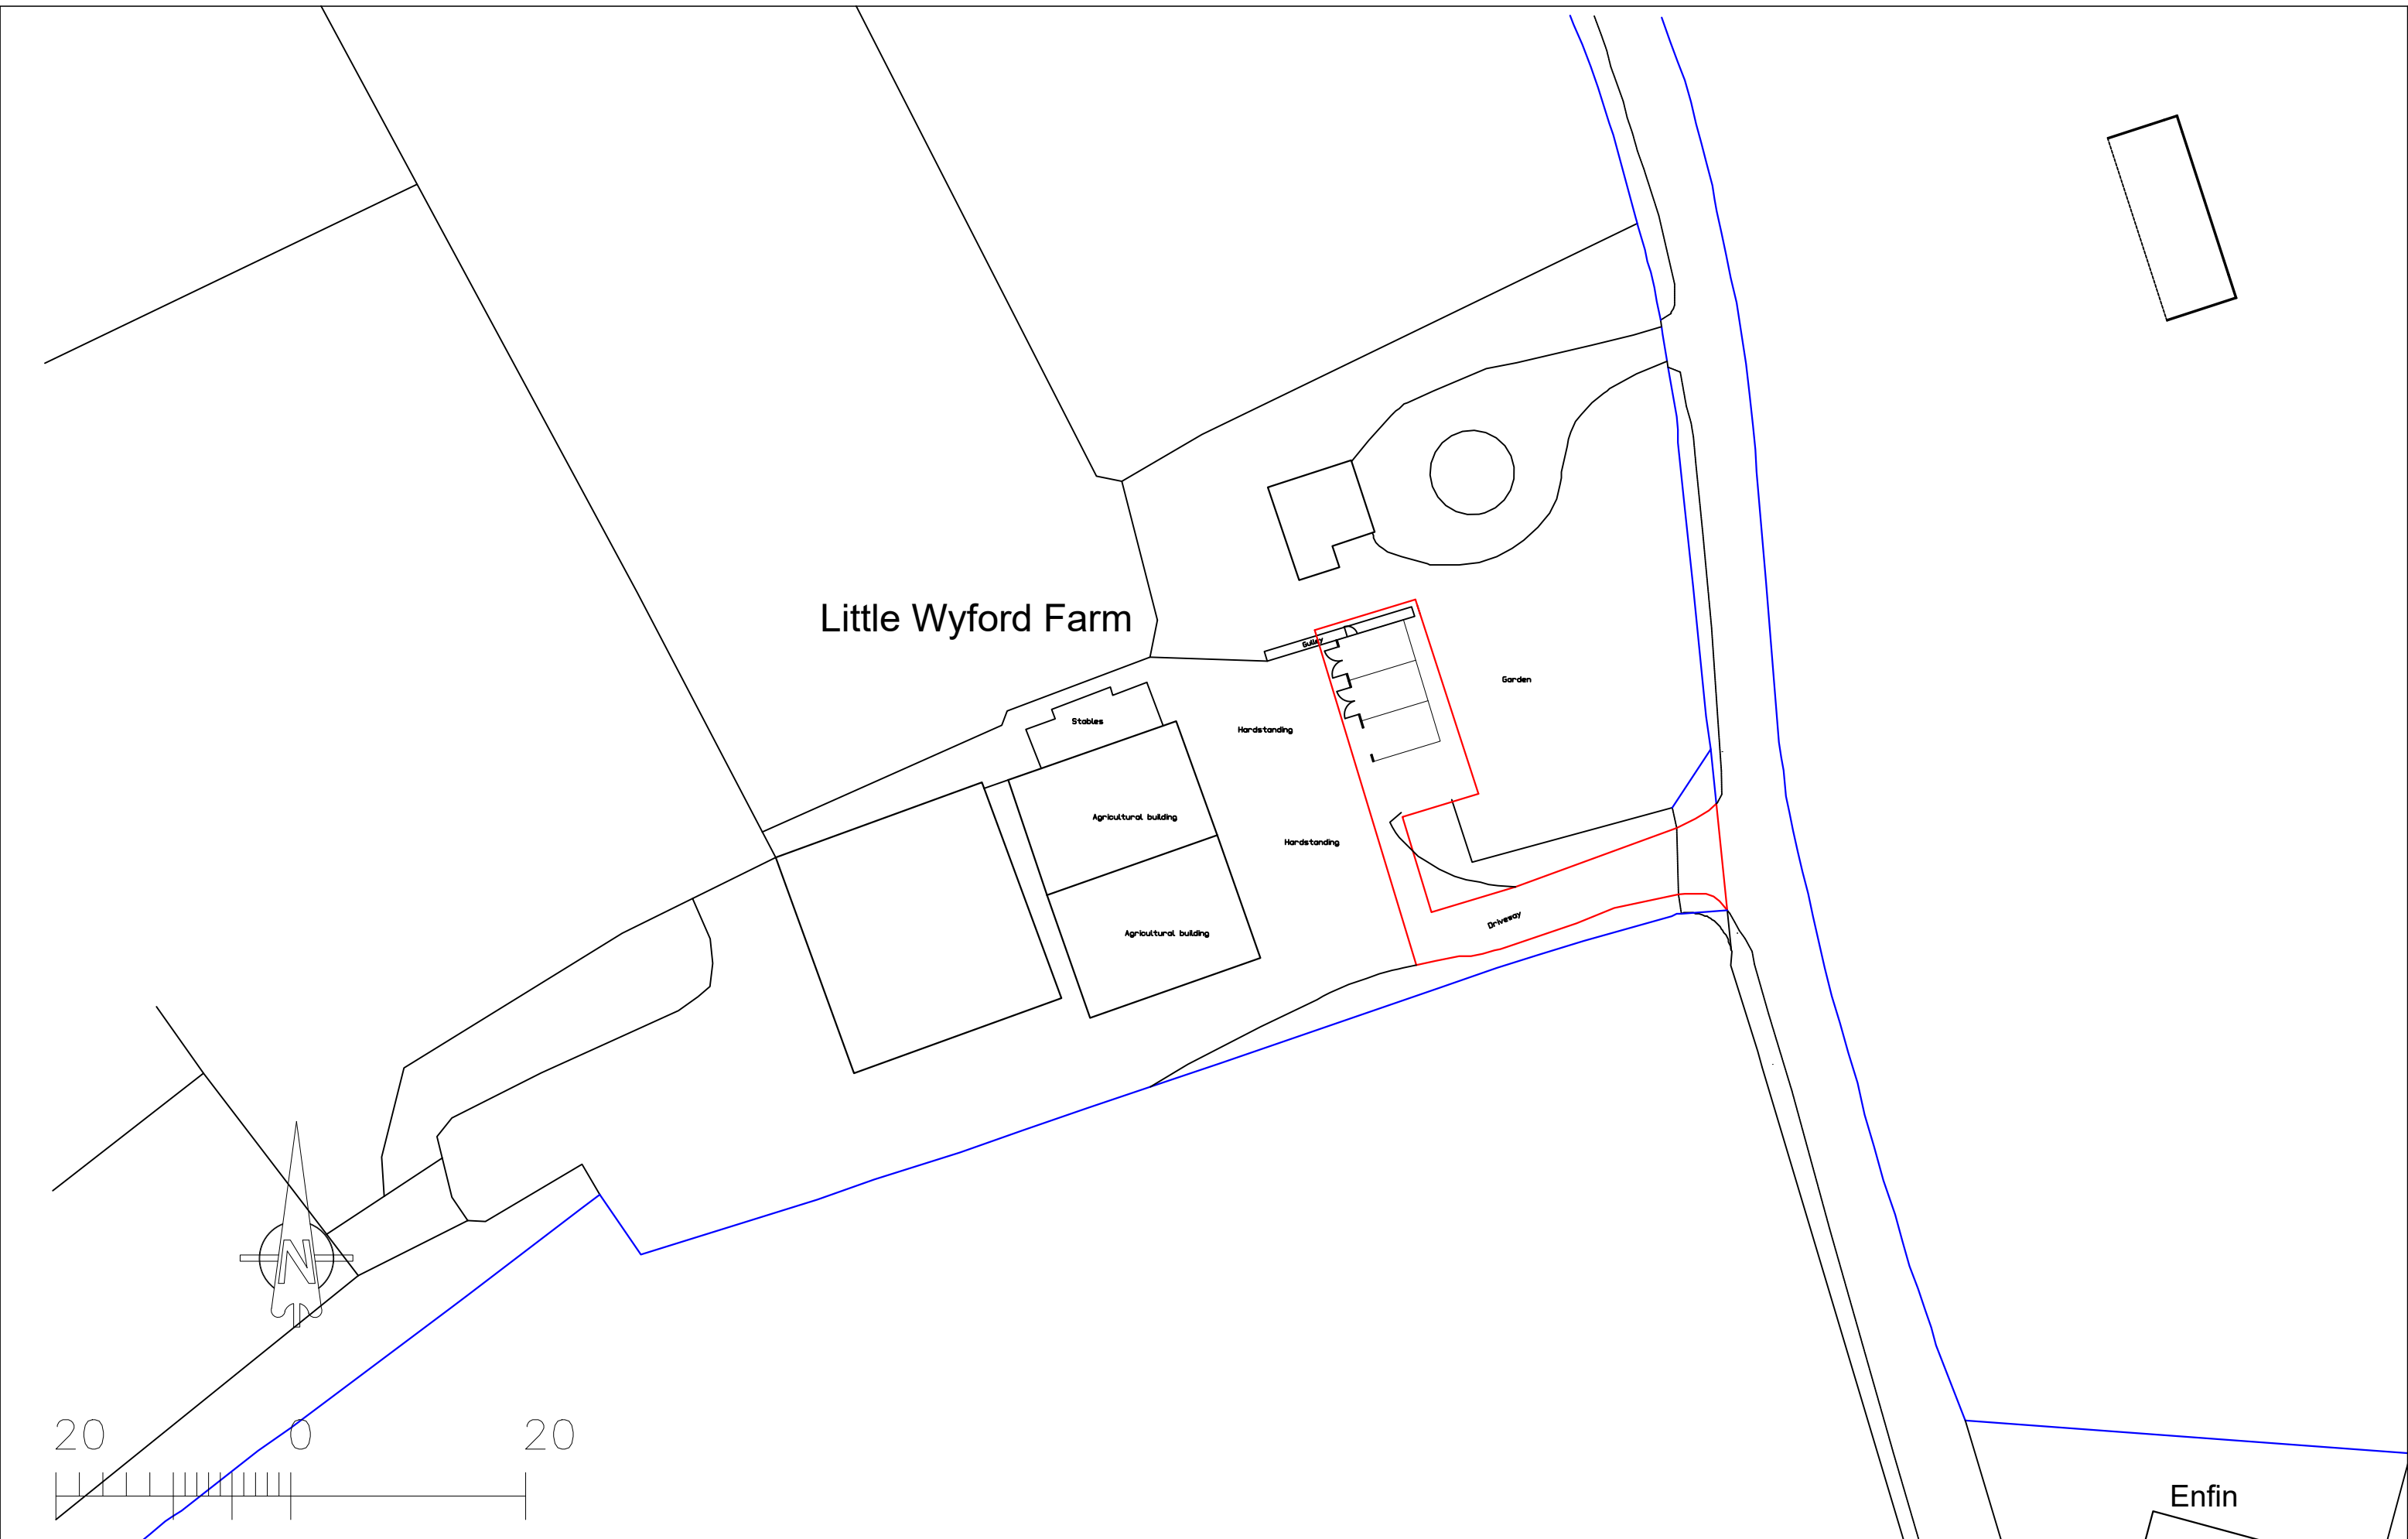 Little Wyford Farm
Gulley
Garden
Stables
Hardstanding
Agricultural building
Hardstanding
Driveway
Agricultural building
N
20 0 20
Enfin